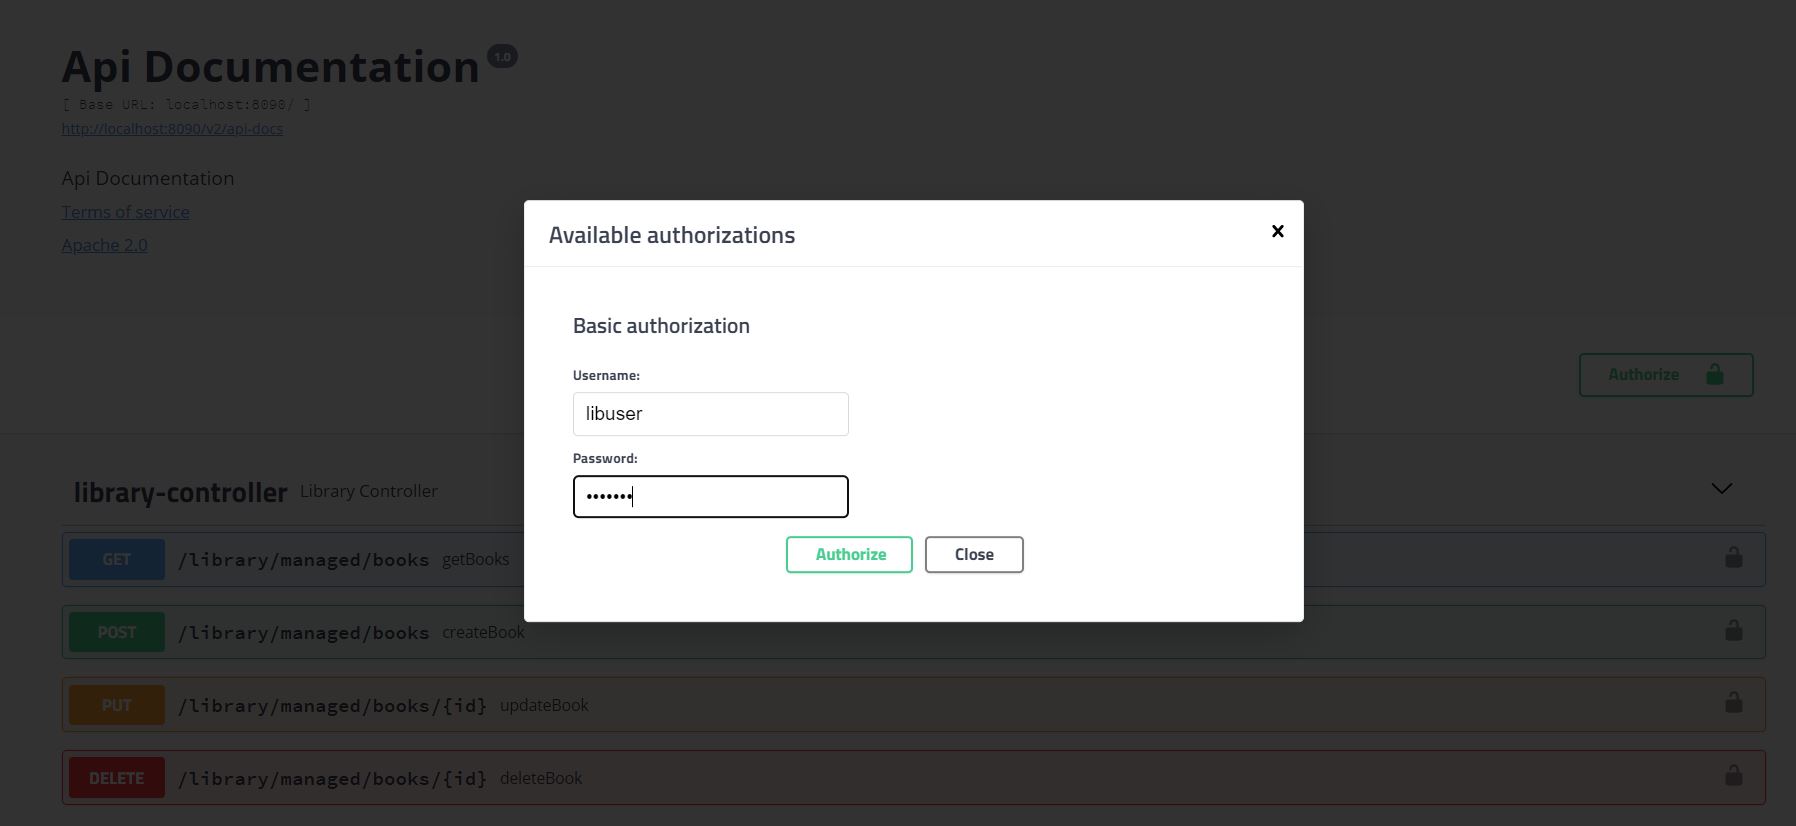 Api Documentation 1.0
[ Base URL: localhost:8090/ ]
http://localhost:8090/v2/api-docs
Api Documentation
Terms of service
Apache 2.0
Available authorizations
Basic authorization
Username:
libuser
Password:
•••••••
Authorize Close
Authorize
library-controller Library Controller
GET /library/managed/books getBooks
POST /library/managed/books createBook
PUT /library/managed/books/{id} updateBook
DELETE /library/managed/books/{id} deleteBook